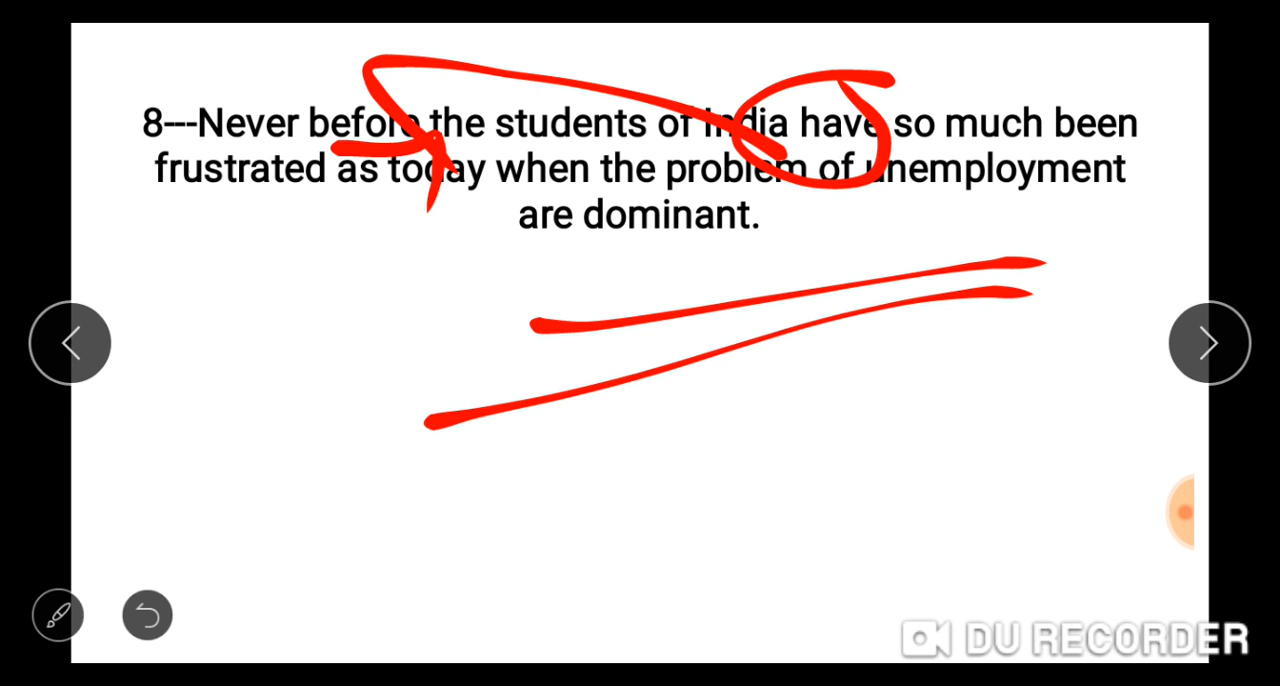 8---Never before the students of India have so much been
frustrated as today when the problem of unemployment
are dominant.
DU RECORDER